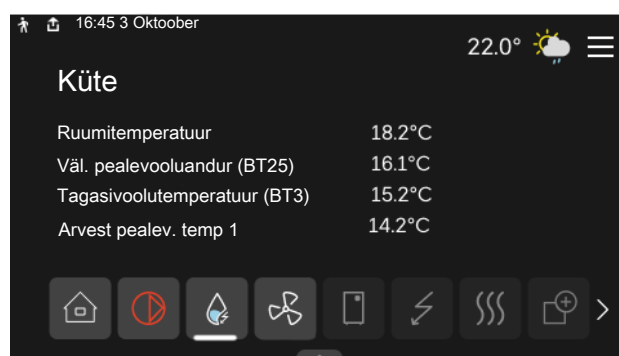 16:45 3 Oktoober
22.0°
Küte
Ruumitemperatuur 18.2°C
Väl. pealevooluandur (BT25) 16.1°C
Tagasivoolutemperatuur (BT3) 15.2°C
Arvest pealev. temp 1 14.2°C